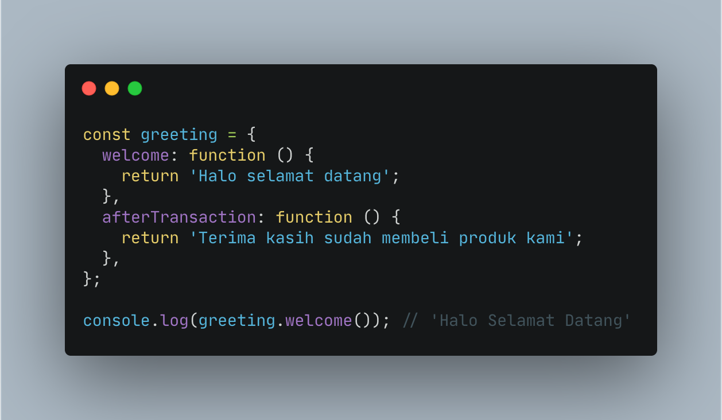 const greeting = {
  welcome: function () {
    return 'Halo selamat datang';
  },
  afterTransaction: function () {
    return 'Terima kasih sudah membeli produk kami';
  },
};

console.log(greeting.welcome()); // 'Halo Selamat Datang'